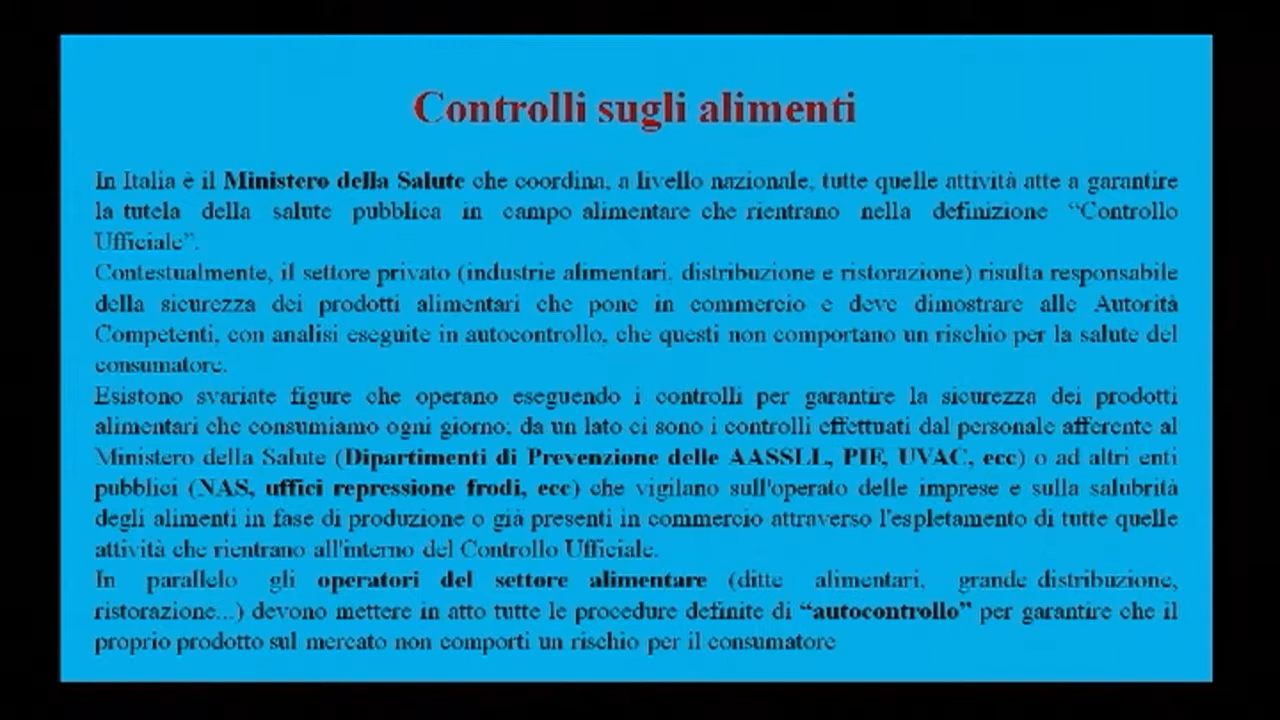 Controlli sugli alimenti
In Italia è il Ministero della Salute che coordina, a livello nazionale, tutte quelle attività atte a garantire
la tutela della salute pubblica in campo alimentare che rientrano nella definizione “Controllo
Ufficiale”.
Contestualmente, il settore privato (industrie alimentari, distribuzione e ristorazione) risulta responsabile
della sicurezza dei prodotti alimentari che pone in commercio e deve dimostrare alle Autorità
Competenti, con analisi eseguite in autocontrollo, che questi non comportano un rischio per la salute del
consumatore.
Esistono svariate figure che operano eseguendo i controlli per garantire la sicurezza dei prodotti
alimentari che consumiamo ogni giorno; da un lato ci sono i controlli effettuati dal personale afferente al
Ministero della Salute (Dipartimenti di Prevenzione delle AASSLL, PIF, UVAC, ecc) o ad altri enti
pubblici (NAS, uffici repressione frodi, ecc) che vigilano sull'operato delle imprese e sulla salubrità
degli alimenti in fase di produzione o già presenti in commercio attraverso l'espletamento di tutte quelle
attività che rientrano all'interno del Controllo Ufficiale.
In parallelo gli operatori del settore alimentare (ditte alimentari, grande distribuzione,
ristorazione...) devono mettere in atto tutte le procedure definite di “autocontrollo” per garantire che il
proprio prodotto sul mercato non comporti un rischio per il consumatore